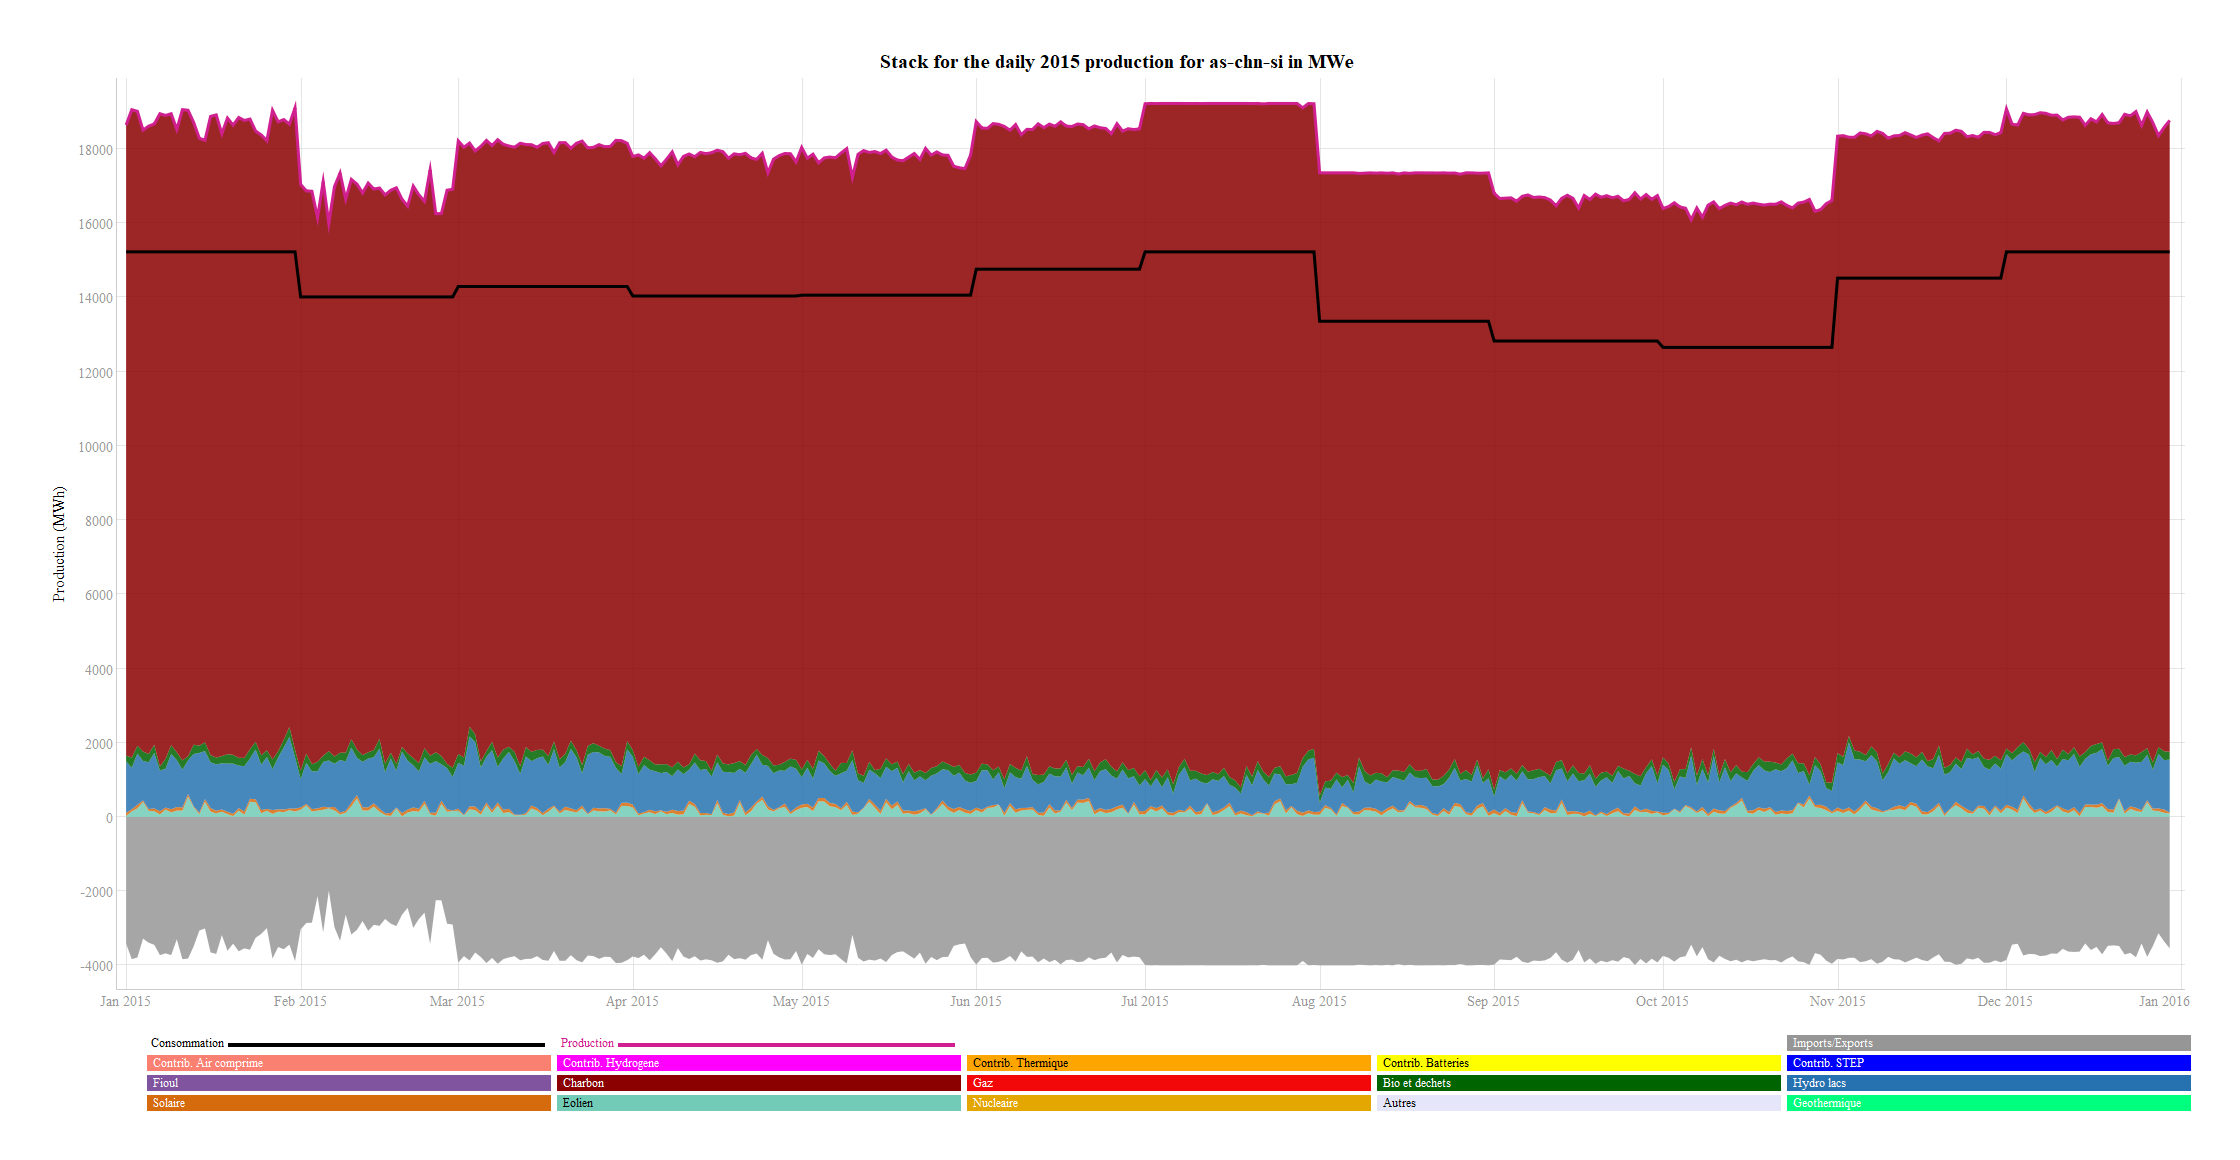 Stack for the daily 2015 production for as-chn-si in MWe
Production (MWh)
18000
16000
14000
12000
10000
8000
6000
4000
2000
0
-2000
-4000
Jan 2015 Feb 2015 Mar 2015 Apr 2015 May 2015 Jun 2015 Jul 2015 Aug 2015 Sep 2015 Oct 2015 Nov 2015 Dec 2015 Jan 2016
Consommation Production Imports/Exports
Contrib. Air comprime Contrib. Hydrogene Contrib. Thermique Contrib. Batteries Contrib. STEP
Fioul Charbon Gaz Bio et dechets Hydro lacs
Solaire Eolien Nucleaire Autres Geothermique